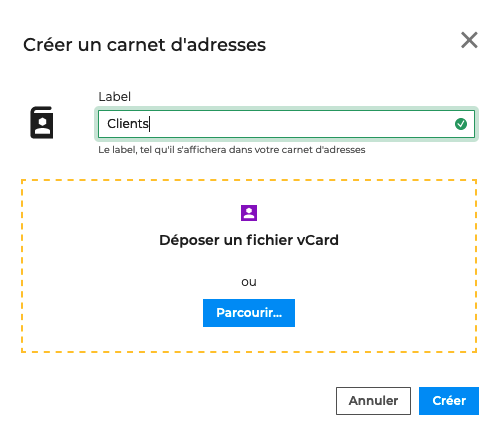 Créer un carnet d'adresses
Label
Clients
Le label, tel qu'il s'affichera dans votre carnet d'adresses
Déposer un fichier vCard
ou
Parcourir...
Annuler
Créer